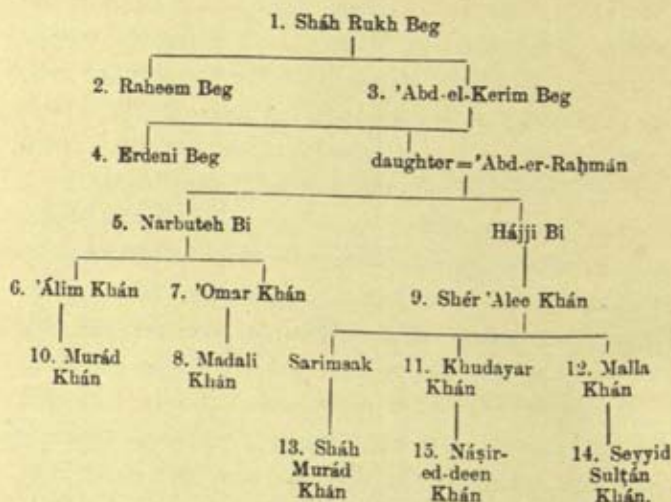 1. Sháh Rukh Beg
2. Raheem Beg 3. 'Abd-el-Kerim Beg
4. Erdeni Beg daughter = 'Abd-er-Raḥmán
5. Narbuteh Bi Hájji Bi
6. 'Álim Khán 7. 'Omar Khán 9. Shér 'Alee Khán
10. Murád Khán 8. Madali Khán Sarimsak 11. Khudayar Khán 12. Malla Khán
13. Sháh Murád Khán 15. Náṣir-ed-deen Khán 14. Seyyid Sulṭán Khán.